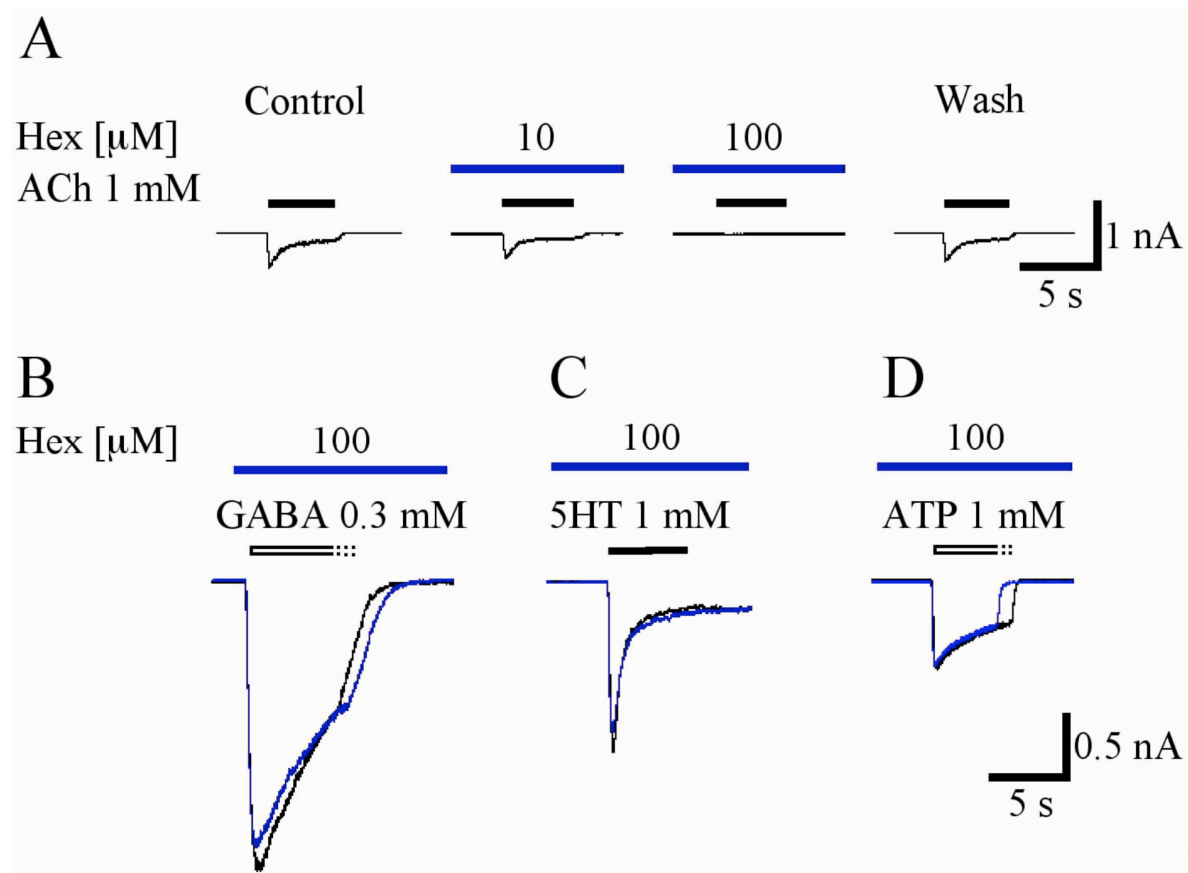 A
Control
Wash
Hex [µM]
10
100
ACh 1 mM
1 nA
5 s
B
C
D
Hex [µM]
100
100
100
GABA 0.3 mM
5HT 1 mM
ATP 1 mM
0.5 nA
5 s